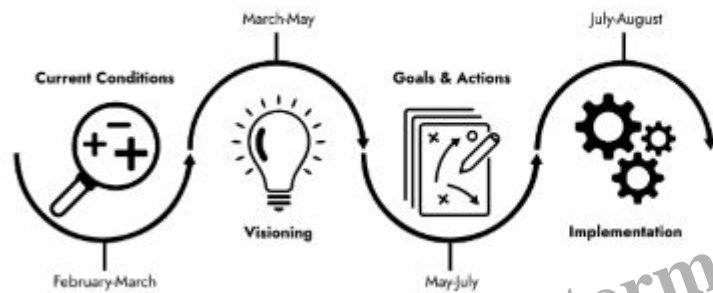 March-May
July-August
Current Conditions
Goals & Actions
Visioning
Implementation
February-March
May-July